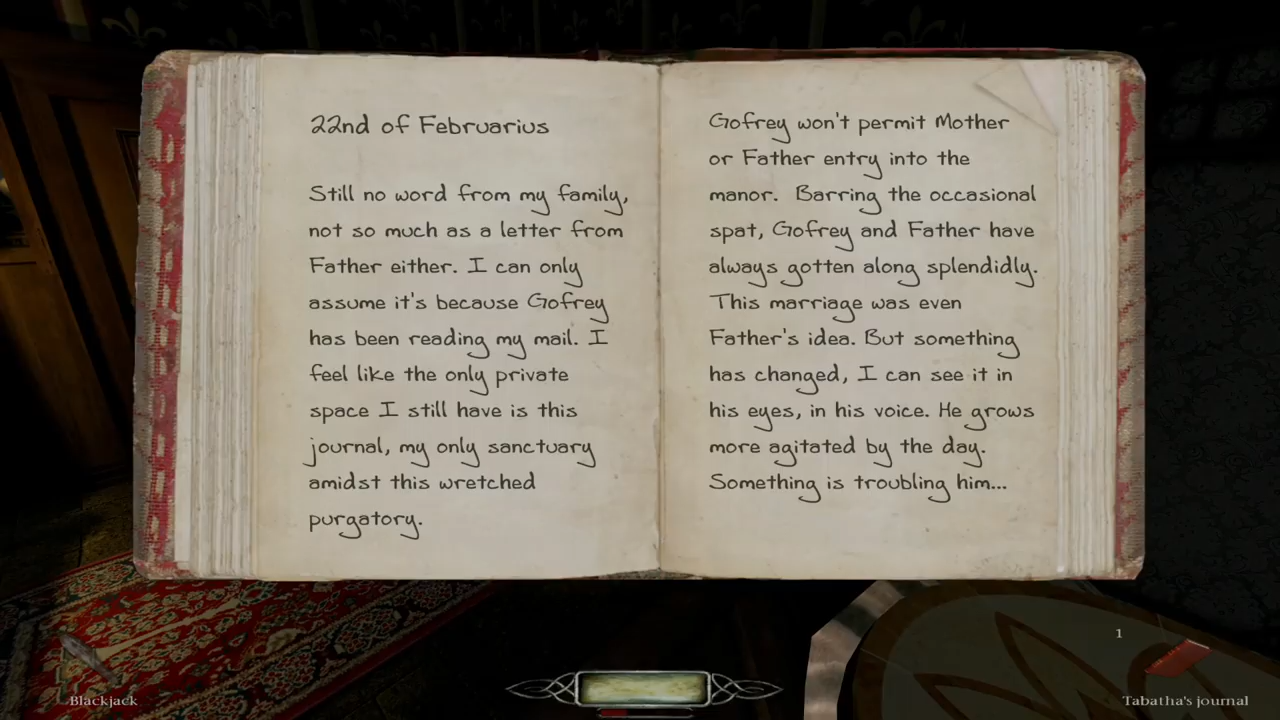 22nd of Februarius
Still no word from my family,
not so much as a letter from
Father either. I can only
assume it's because Gofrey
has been reading my mail. I
feel like the only private
space I still have is this
journal, my only sanctuary
amidst this wretched
purgatory.
Gofrey won't permit Mother
or Father entry into the
manor.  Barring the occasional
spat, Gofrey and Father have
always gotten along splendidly.
This marriage was even
Father's idea. But something
has changed, I can see it in
his eyes, in his voice. He grows
more agitated by the day.
Something is troubling him...
1
Blackjack
Tabatha's journal